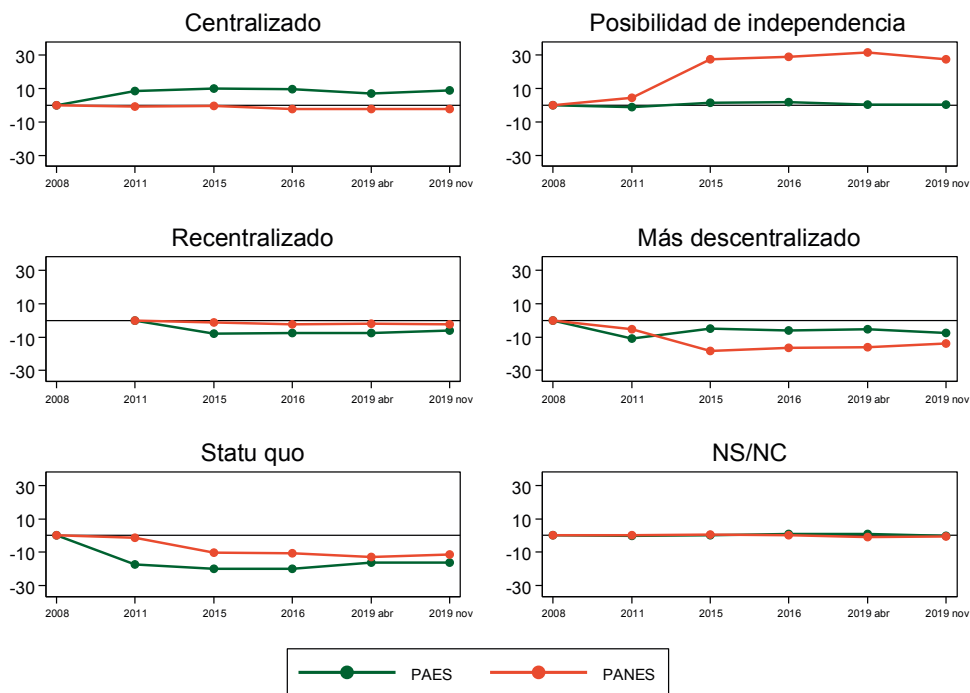 Centralizado
30
10
-10
-30
2008 2011 2015 2016 2019 abr 2019 nov
Posibilidad de independencia
30
10
-10
-30
2008 2011 2015 2016 2019 abr 2019 nov
Recentralizado
30
10
-10
-30
2008 2011 2015 2016 2019 abr 2019 nov
Más descentralizado
30
10
-10
-30
2008 2011 2015 2016 2019 abr 2019 nov
Statu quo
30
10
-10
-30
2008 2011 2015 2016 2019 abr 2019 nov
NS/NC
30
10
-10
-30
2008 2011 2015 2016 2019 abr 2019 nov
PAES PANES